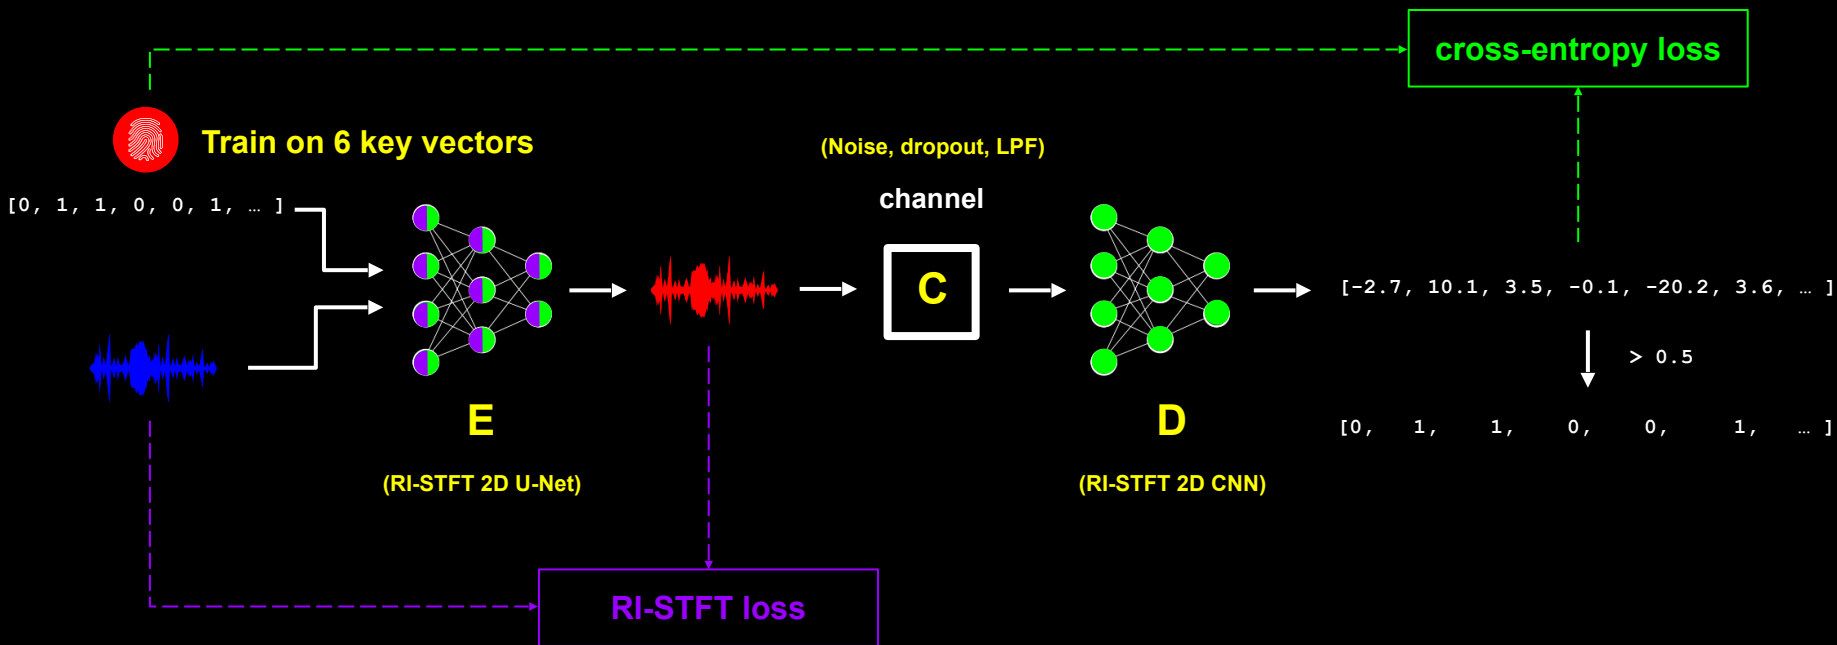 cross-entropy loss
Train on 6 key vectors
(Noise, dropout, LPF)
[0, 1, 1, 0, 0, 1, … ]
channel
C
[-2.7, 10.1, 3.5, -0.1, -20.2, 3.6, … ]
> 0.5
E
D
[0, 1, 1, 0, 0, 1, … ]
(RI-STFT 2D U-Net)
(RI-STFT 2D CNN)
RI-STFT loss